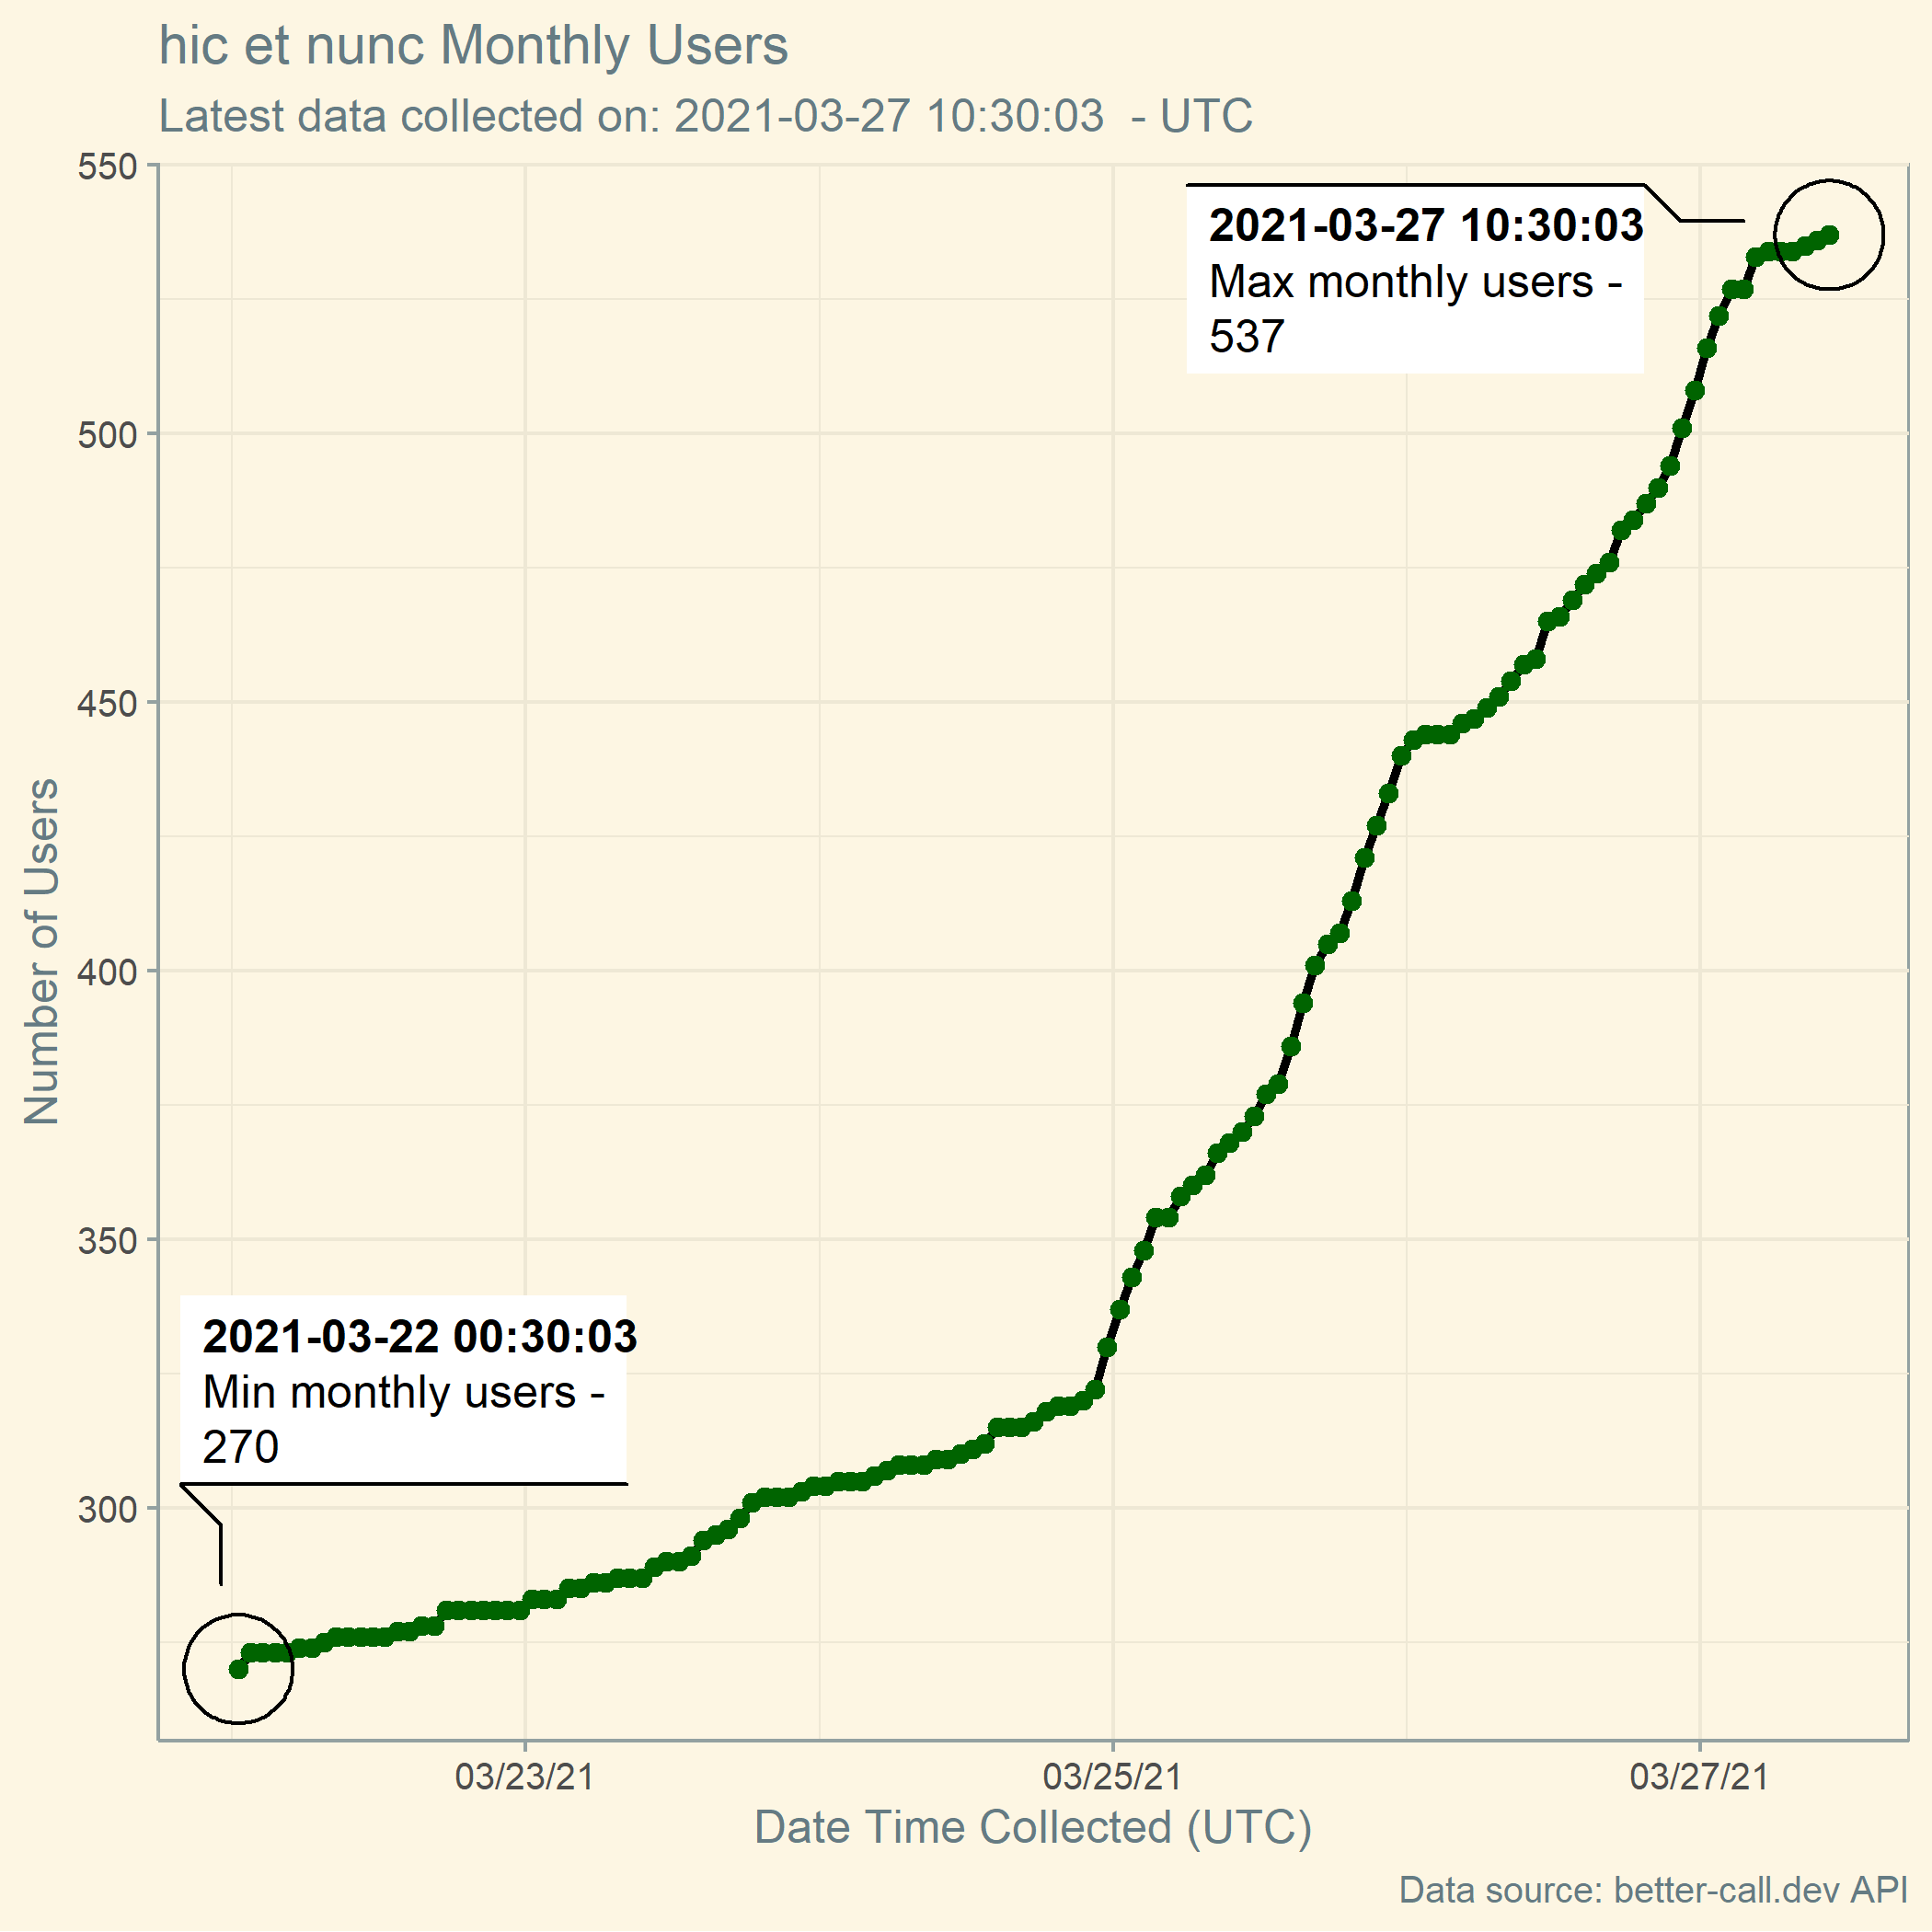 hic et nunc Monthly Users
Latest data collected on: 2021-03-27 10:30:03  - UTC
550
500
450
400
350
300
Number of Users
2021-03-27 10:30:03
Max monthly users -
537
2021-03-22 00:30:03
Min monthly users -
270
03/23/21
03/25/21
03/27/21
Date Time Collected (UTC)
Data source: better-call.dev API